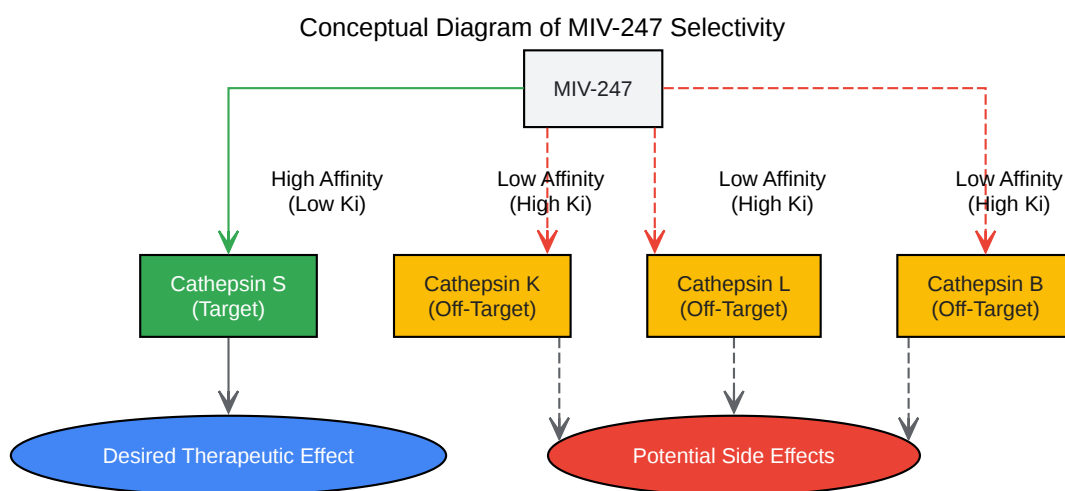 Conceptual Diagram of MIV-247 Selectivity
MIV-247
High Affinity
(Low Ki)
Low Affinity
(High Ki)
Low Affinity
(High Ki)
Low Affinity
(High Ki)
Cathepsin S
(Target)
Cathepsin K
(Off-Target)
Cathepsin L
(Off-Target)
Cathepsin B
(Off-Target)
Desired Therapeutic Effect
Potential Side Effects